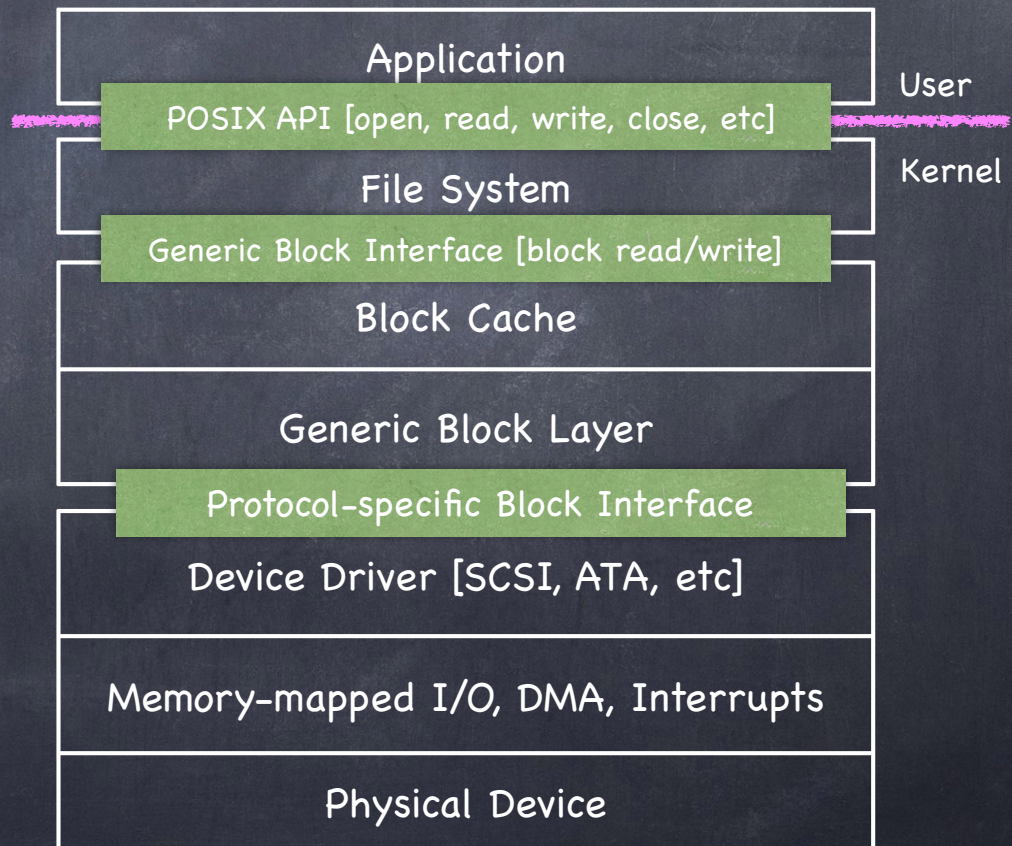 Application
User
POSIX API [open, read, write, close, etc]
Kernel
File System
Generic Block Interface [block read/write]
Block Cache
Generic Block Layer
Protocol-specific Block Interface
Device Driver [SCSI, ATA, etc]
Memory-mapped I/O, DMA, Interrupts
Physical Device